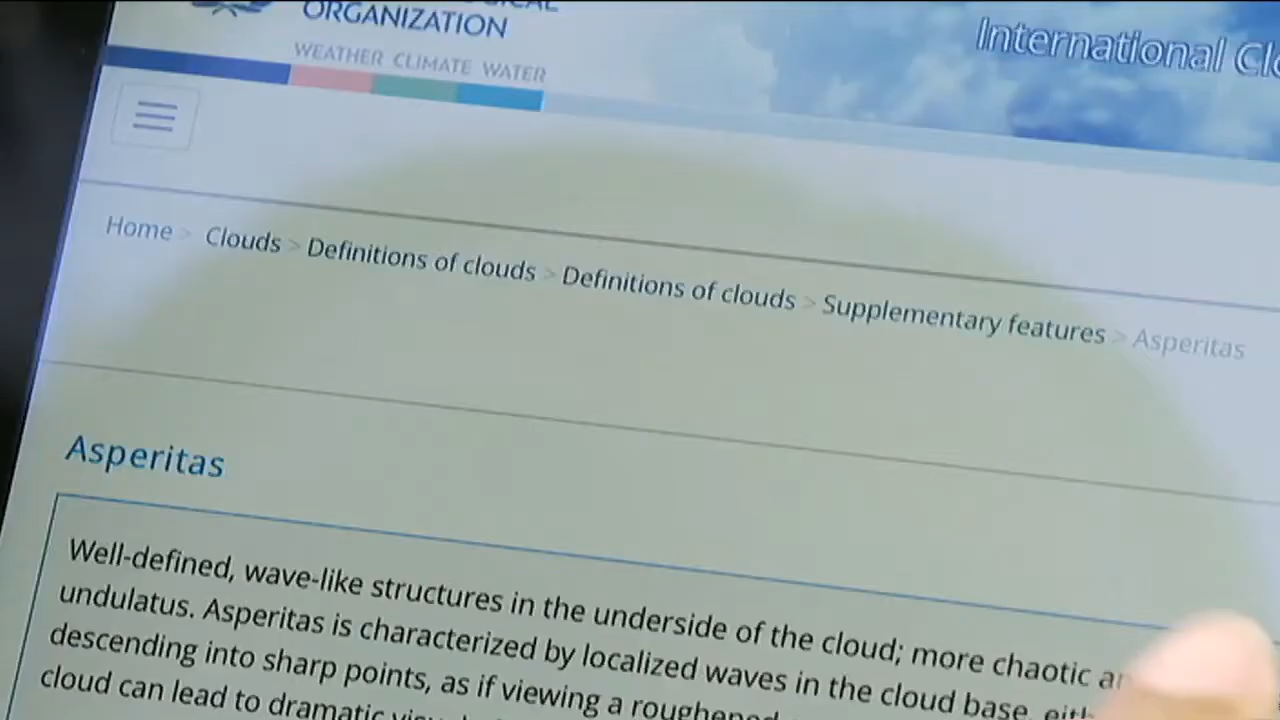 ORGANIZATION
WEATHER CLIMATE WATER
International
Home > Clouds > Definitions of clouds > Definitions of clouds > Supplementary features > Asperitas
Asperitas
Well-defined, wave-like structures in the underside of the cloud; more chaotic
undulatus. Asperitas is characterized by localized waves in the cloud base,
descending into sharp points, as if viewing a roughened
cloud can lead to dramatic